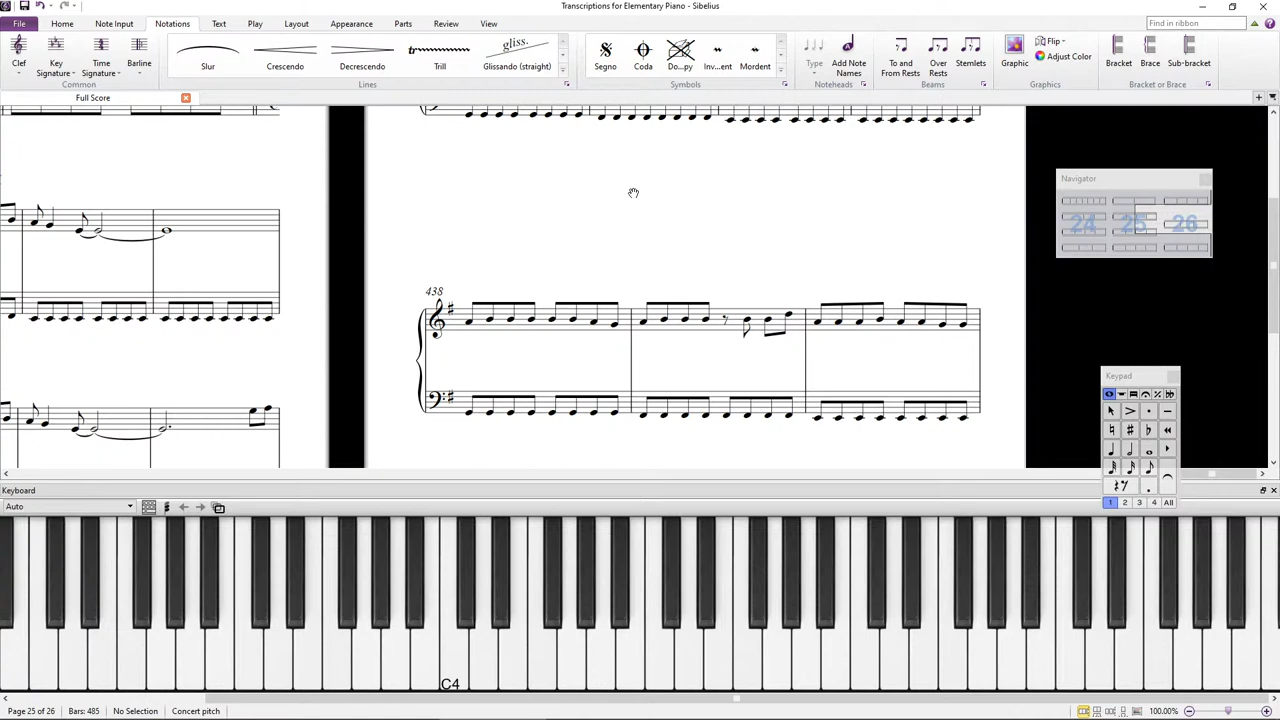 Transcriptions for Elementary Piano - Sibelius
File Home Note Input Notations Text Play Layout Appearance Parts Review View Find in ribbon
gliss.
Clef Key Signature Time Signature Barline Slur Crescendo Decrescendo Trill Glissando (straight) Segno Coda Do...py Inv...ent Mordent Type Add Note Names To and From Rests Over Rests Stemlets Graphic Flip Adjust Color Bracket Brace Sub-bracket
Common Lines Symbols Noteheads Beams Graphics Bracket or Brace
Full Score
Navigator
24 25 26
438
Keypad
1 2 3 4 All
Keyboard
Auto
C4
Page 25 of 26 Bars: 485 No Selection Concert pitch 100.00%